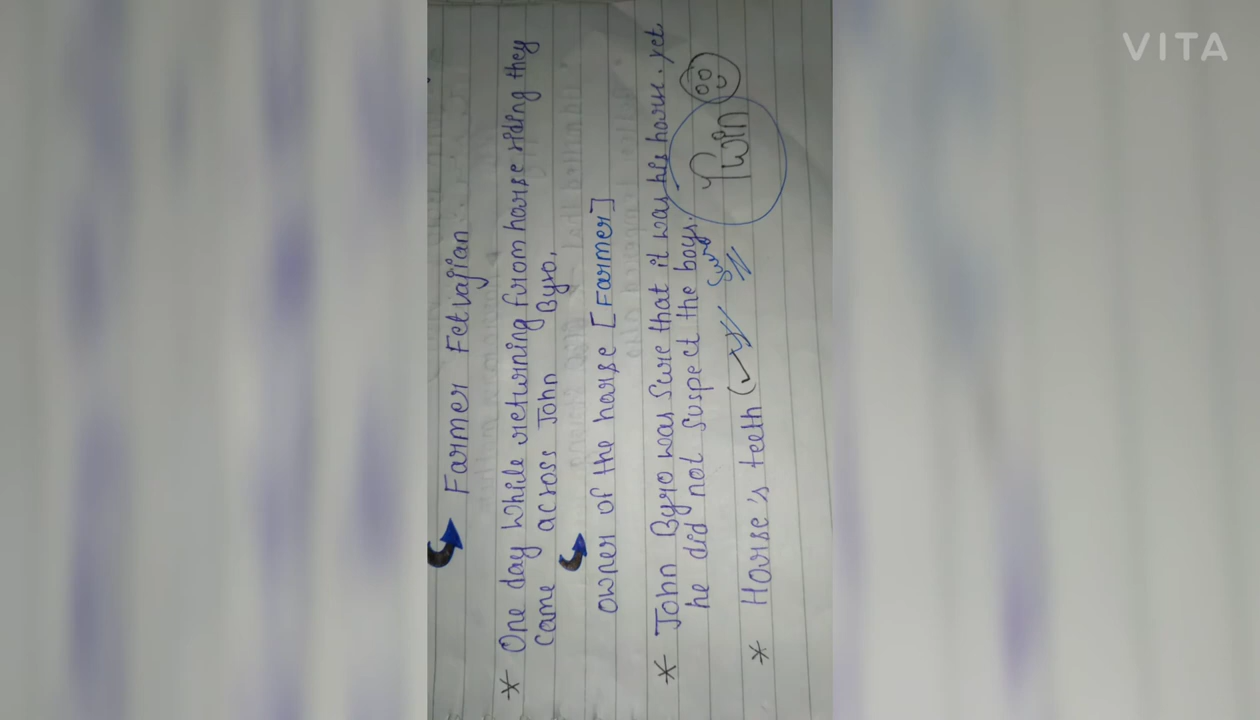 Farmer Fetvajian
* One day while returning from horse riding they
came across John Byro,
owner of the horse [Farmer]
* John Byro was sure that it was his horse. yet
he did not suspect the boys.
* Horse's teeth (
Sure
Twin
VITA